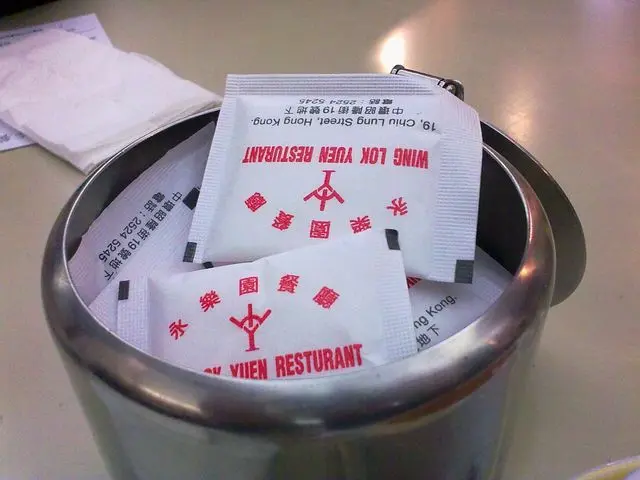 19, Chiu Lung Street, Hong Kong.
中環昭隆街19號地下
電話：2524 5245
WING LOK YUEN RESTURANT
永樂園餐廳
中環昭隆街19號地下
電話：2524 5245
永樂園餐廳
OK YUEN RESTURANT
ng Kong.
地下